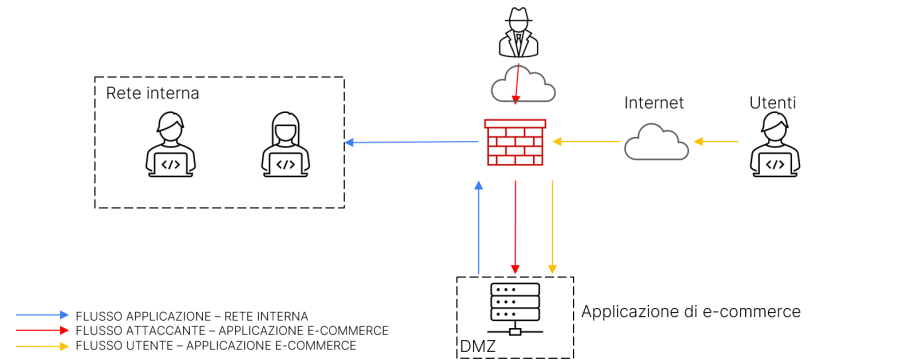 Rete interna
Internet
Utenti
Applicazione di e-commerce
DMZ
FLUSSO APPLICAZIONE – RETE INTERNA
FLUSSO ATTACCANTE – APPLICAZIONE E-COMMERCE
FLUSSO UTENTE – APPLICAZIONE E-COMMERCE